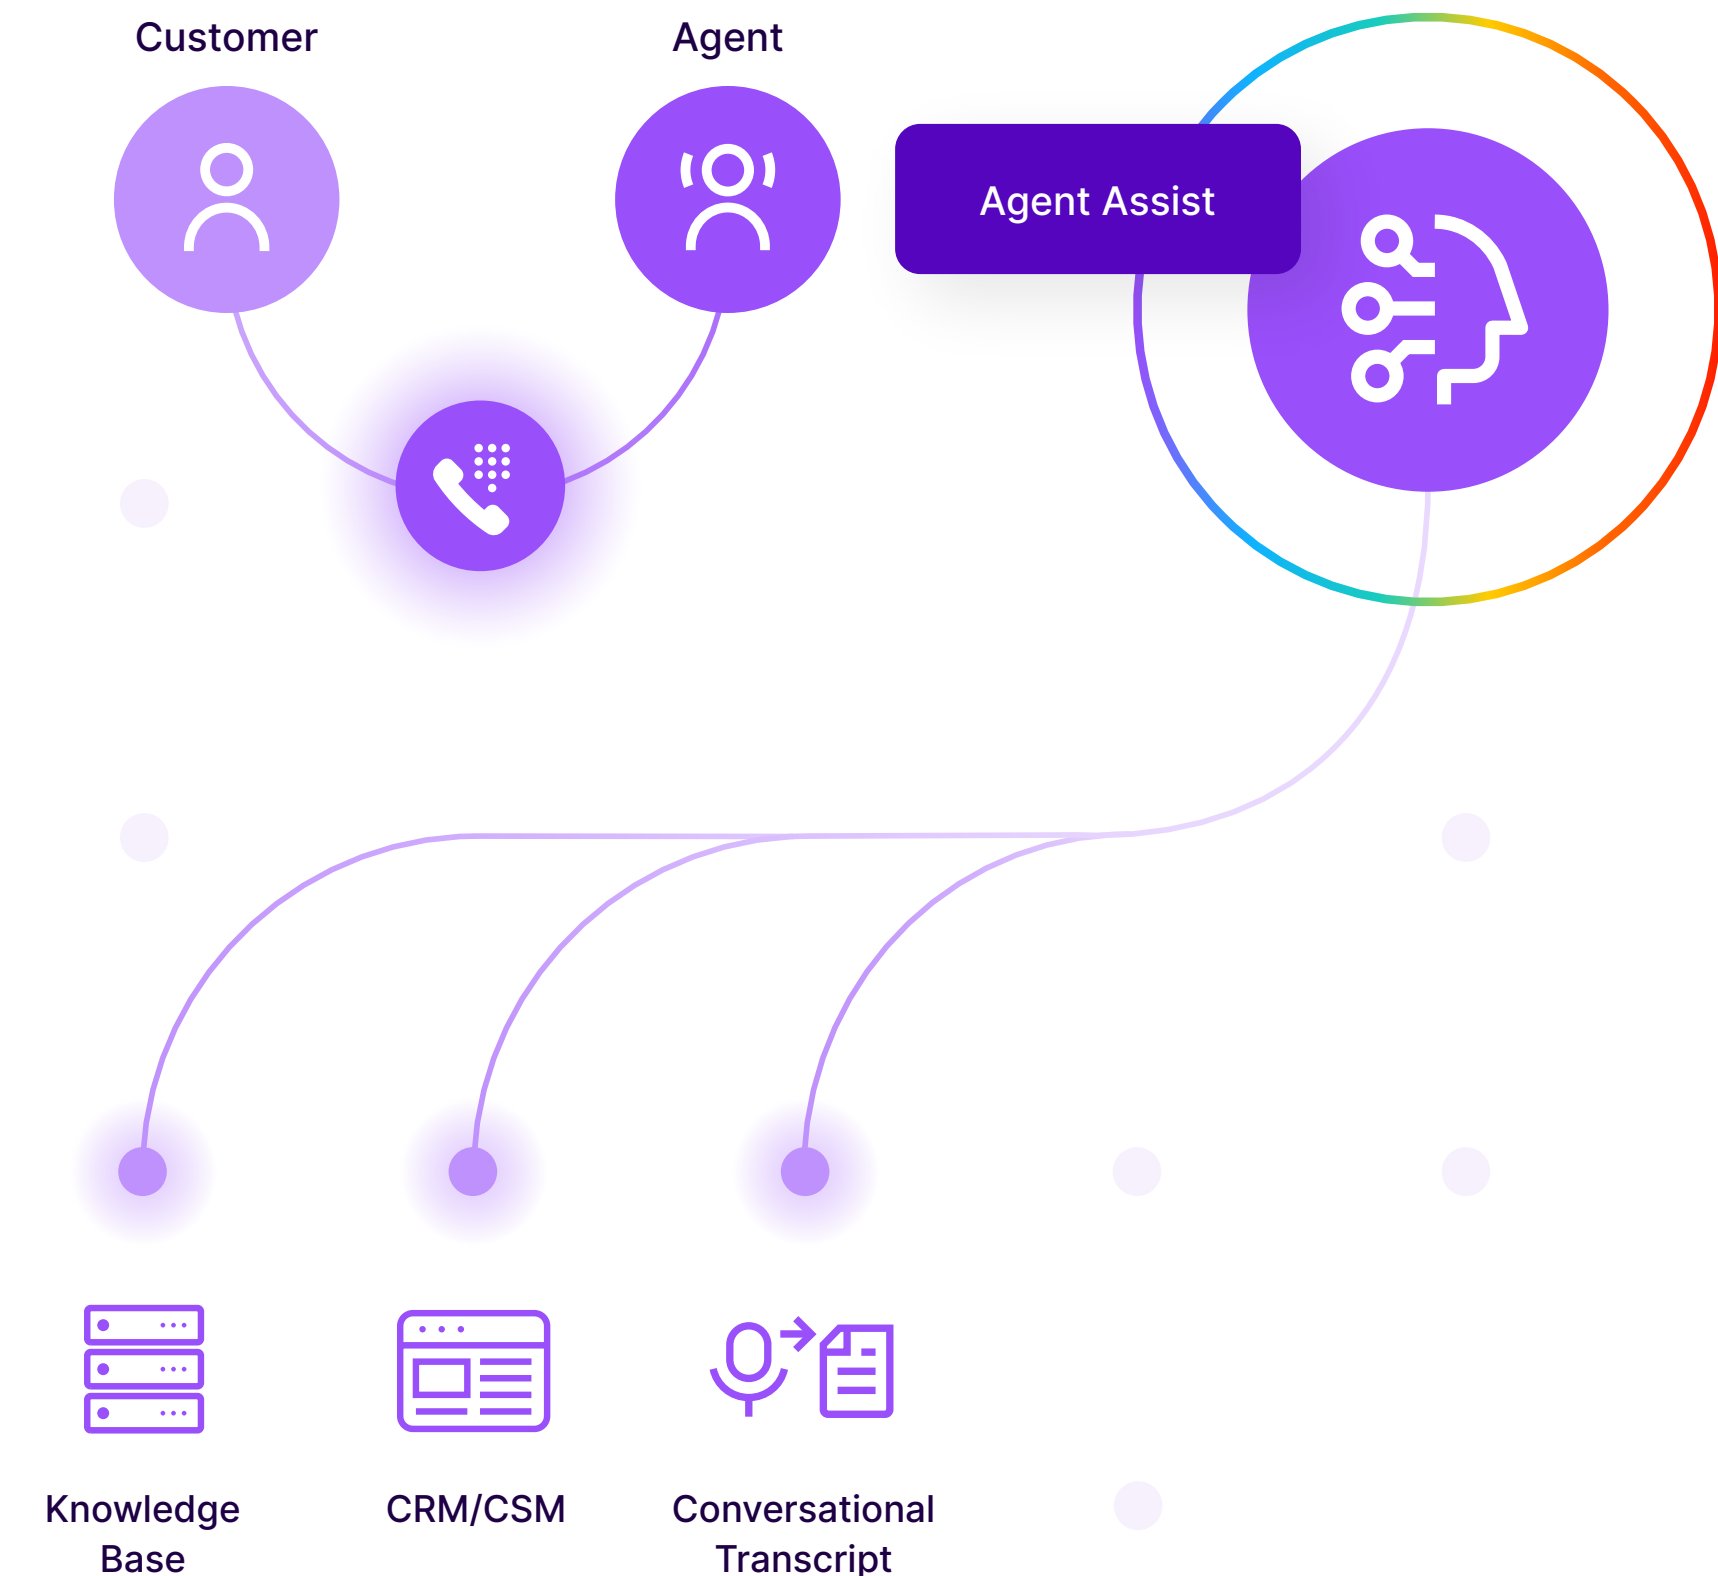 Customer
Agent
Agent Assist
Knowledge
Base
CRM/CSM
Conversational
Transcript